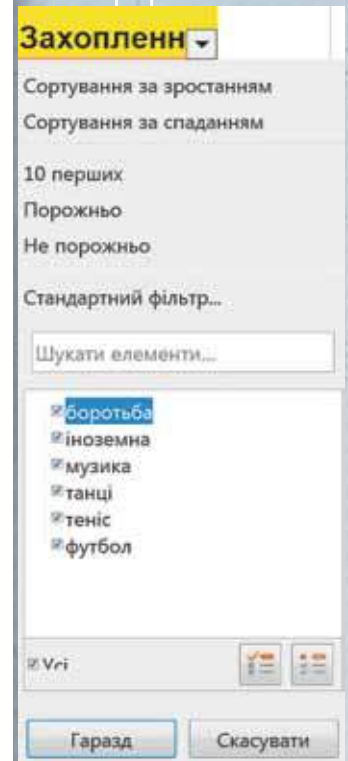 Захопленн
Сортування за зростанням
Сортування за спаданням
10 перших
Порожньо
Не порожньо
Стандартний фільтр...
Шукати елементи...
боротьба
іноземна
музика
танці
теніс
футбол
Усі
Гаразд
Скасувати